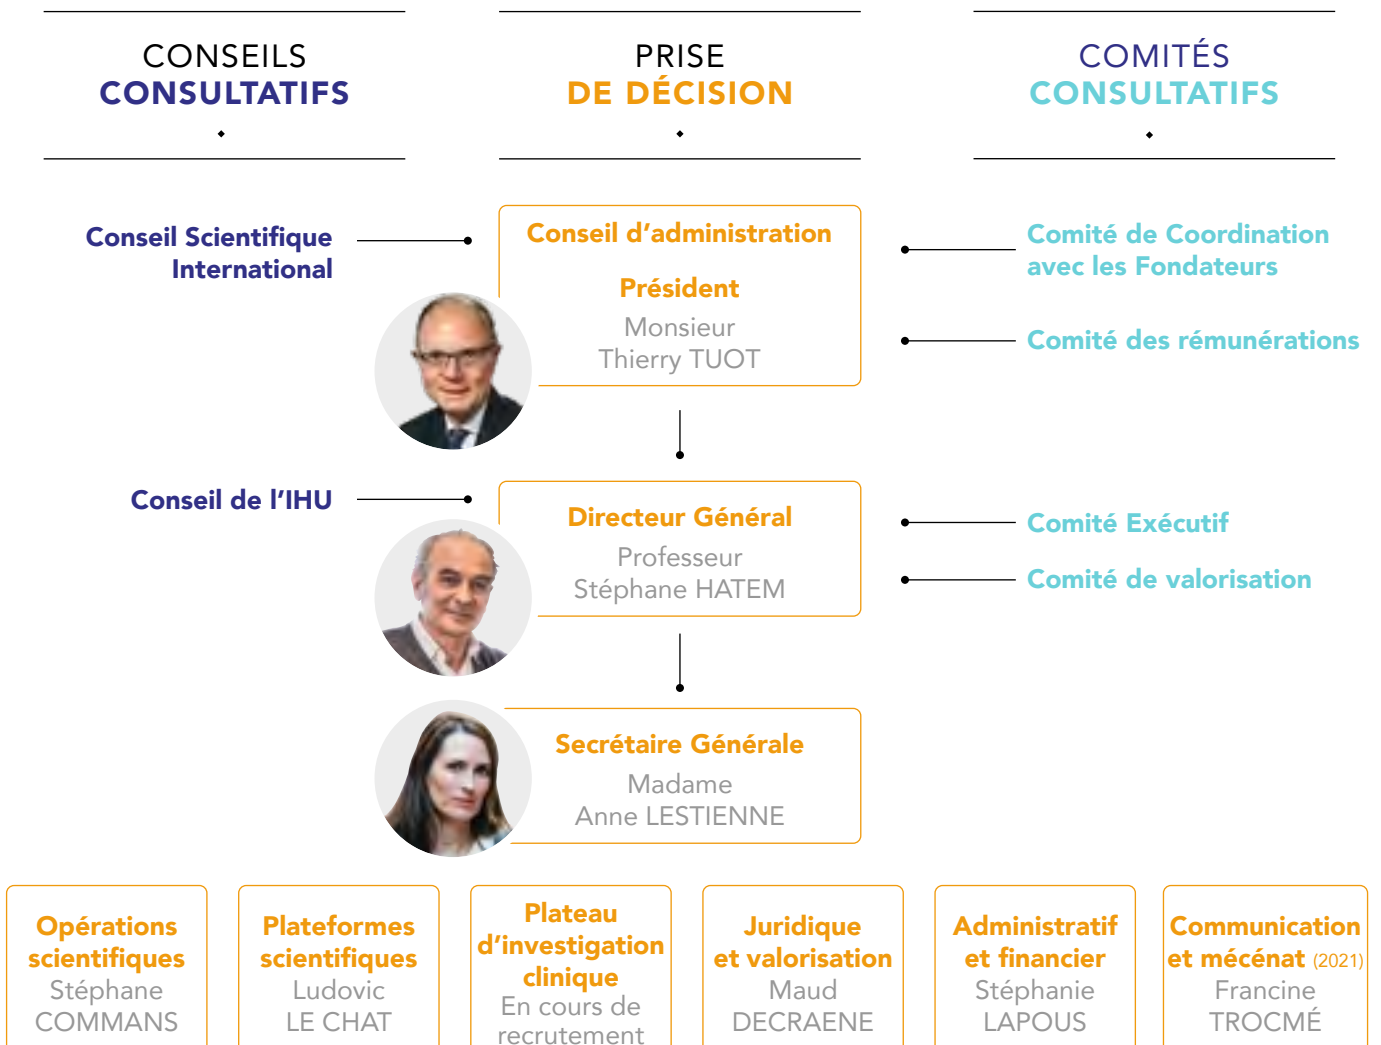 CONSEILS
CONSULTATIFS
PRISE
DE DÉCISION
COMITÉS
CONSULTATIFS
Conseil Scientifique
International
Conseil d'administration
Président
Monsieur
Thierry TUOT
Comité de Coordination
avec les Fondateurs
Comité des rémunérations
Conseil de l'IHU
Directeur Général
Professeur
Stéphane HATEM
Comité Exécutif
Comité de valorisation
Secrétaire Générale
Madame
Anne LESTIENNE
Opérations
scientifiques
Stéphane
COMMANS
Plateformes
scientifiques
Ludovic
LE CHAT
Plateau
d'investigation
clinique
En cours de
recrutement
Juridique
et valorisation
Maud
DECRAENE
Administratif
et financier
Stéphanie
LAPOUS
Communication
et mécénat (2021)
Francine
TROCMÉ